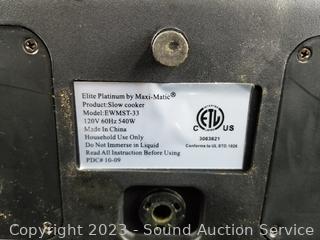 Elite Platinum by Maxi-Matic®
Product:Slow cooker
Model:EWMST-33
120V 60Hz 540W
Made In China
Household Use Only
Do Not Immerse in Liquid
Read All Instruction Before Using
PDC# 10-09
INTERTEK
C ETL US
LISTED
3063621
Conforms to UL STD.1026
Copyright 2023 - Sound Auction Service